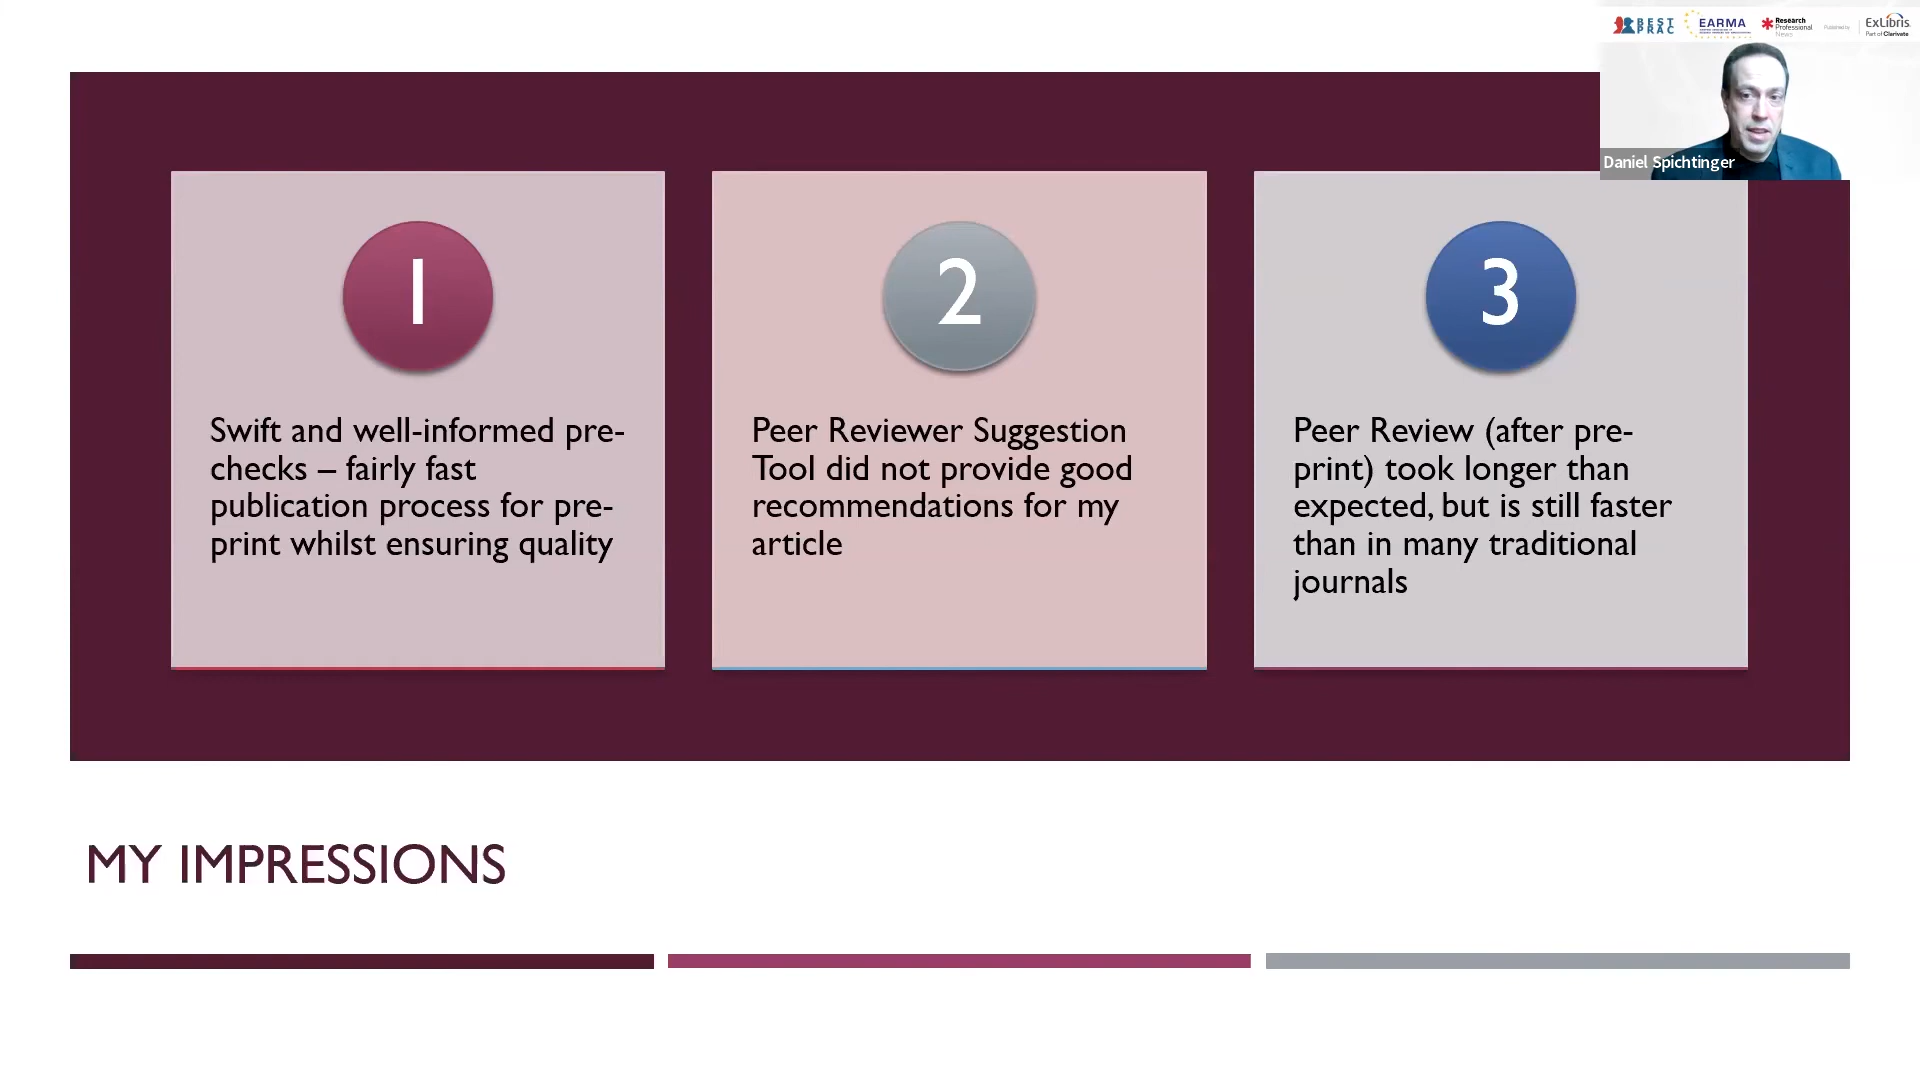 BEST
PRAC
EARMA
Research
Professional
News
ExLibris
Part of Clarivate
Daniel Spichtinger
1
Swift and well-informed pre-
checks – fairly fast
publication process for pre-
print whilst ensuring quality
2
Peer Reviewer Suggestion
Tool did not provide good
recommendations for my
article
3
Peer Review (after pre-
print) took longer than
expected, but is still faster
than in many traditional
journals
MY IMPRESSIONS